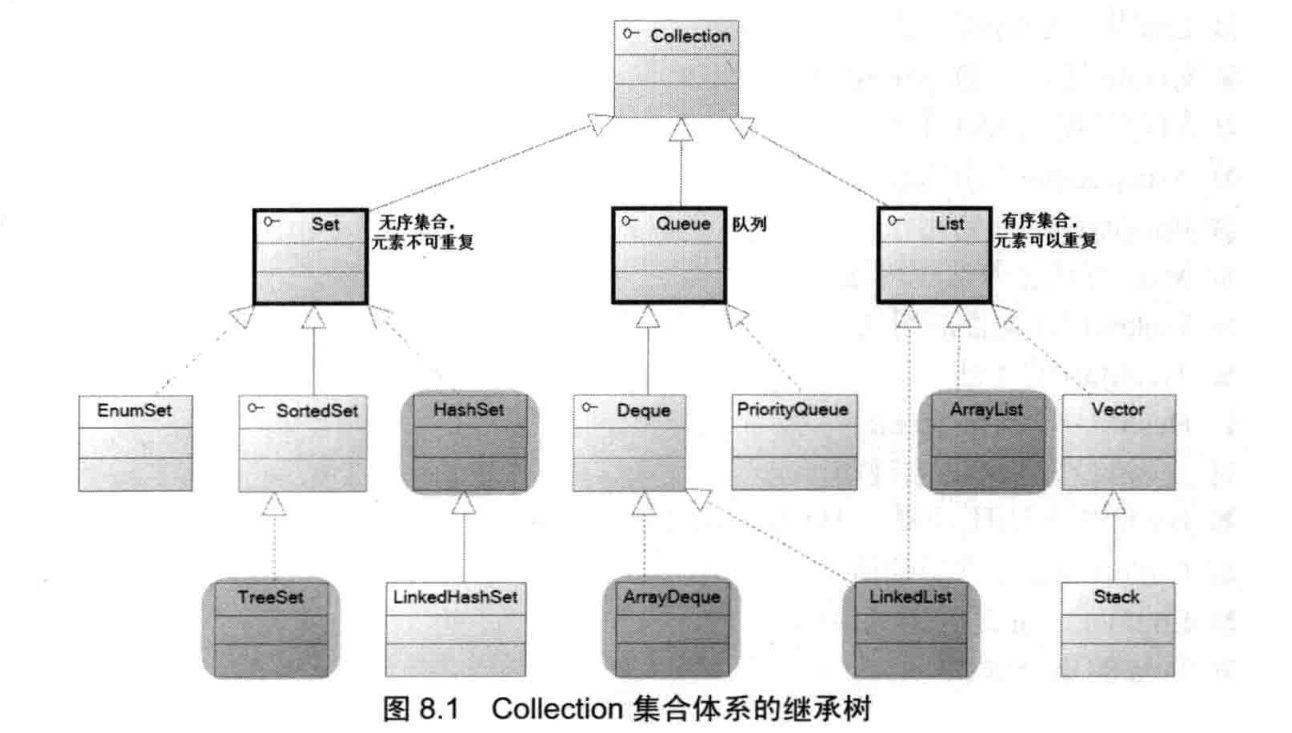 Collection
Set
无序集合，
元素不可重复
Queue
队列
List
有序集合，
元素可以重复
EnumSet
SortedSet
HashSet
Deque
PriorityQueue
ArrayList
Vector
TreeSet
LinkedHashSet
ArrayDeque
LinkedList
Stack
图 8.1 Collection 集合体系的继承树